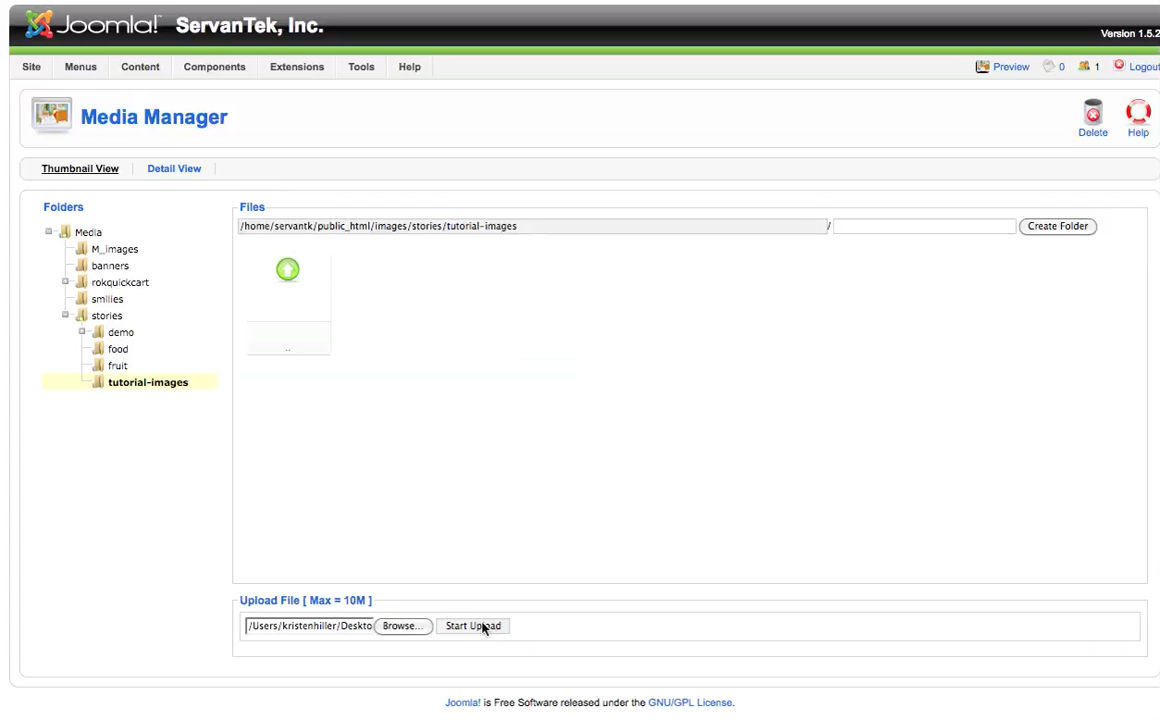 Joomla!™ ServanTek, Inc.
Version 1.5.2
Site Menus Content Components Extensions Tools Help Preview 0 1 Logout
Media Manager
Delete Help
Thumbnail View Detail View
Folders
Media
M_images
banners
rokquickcart
smilies
stories
demo
food
fruit
tutorial-images
Files
/home/servantk/public_html/images/stories/tutorial-images / Create Folder
..
Upload File [ Max = 10M ]
/Users/kristenhiller/Deskto Browse... Start Upload
Joomla! is Free Software released under the GNU/GPL License.